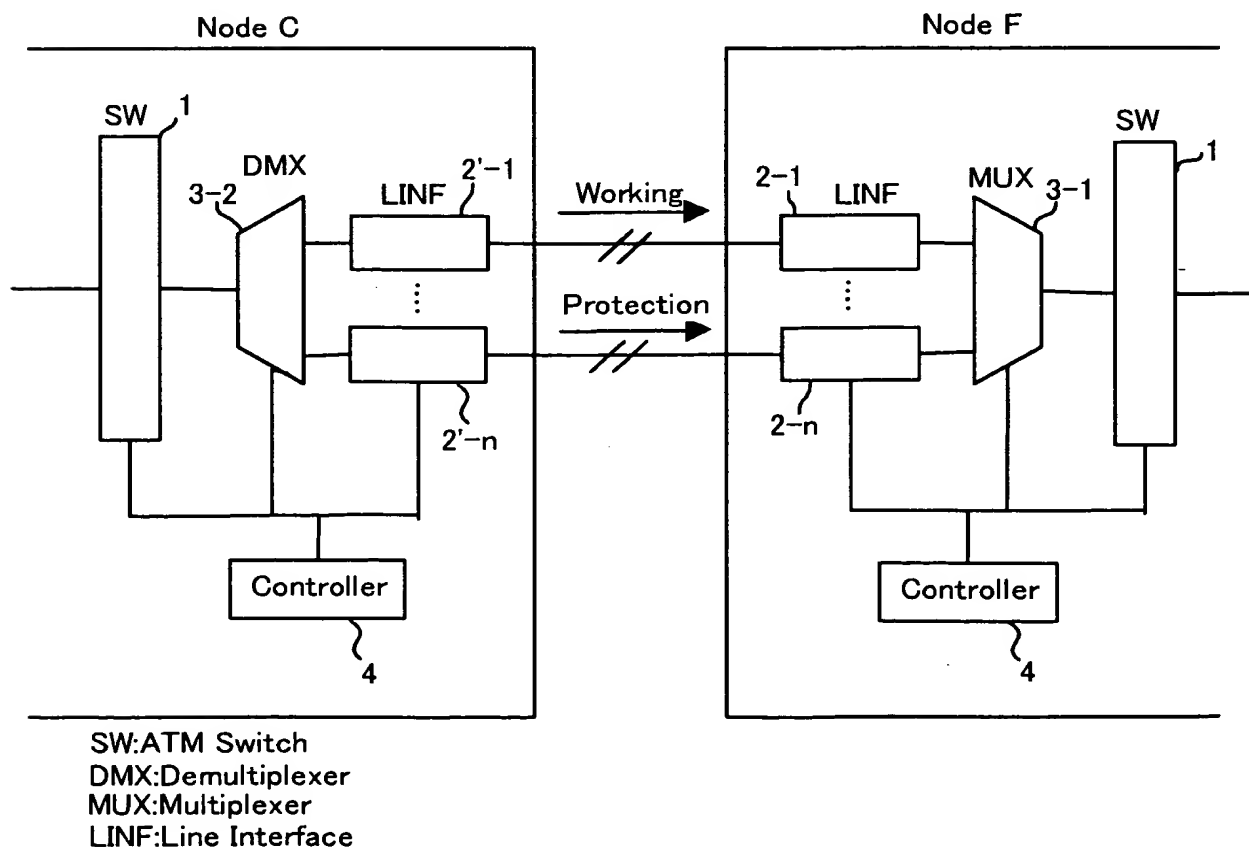 Node C
Node F
SW
1
DMX
3-2
LINF
2'-1
Working
2-1
LINF
MUX
3-1
SW
1
Protection
2'-n
2-n
Controller
4
Controller
4
SW:ATM Switch
DMX:Demultiplexer
MUX:Multiplexer
LINF:Line Interface